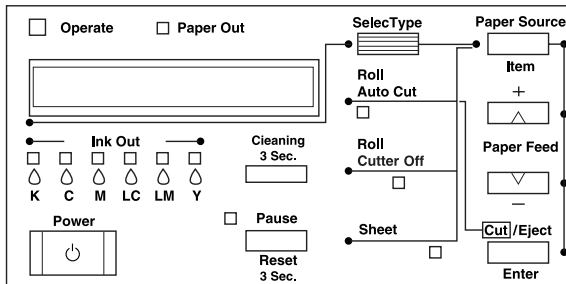 Operate
Paper Out
SelecType
Paper Source
Item
Roll
Auto Cut
+
Ink Out
K C M LC LM Y
Cleaning
3 Sec.
Roll
Cutter Off
Paper Feed
−
Power
Pause
Reset
3 Sec.
Sheet
Cut/Eject
Enter